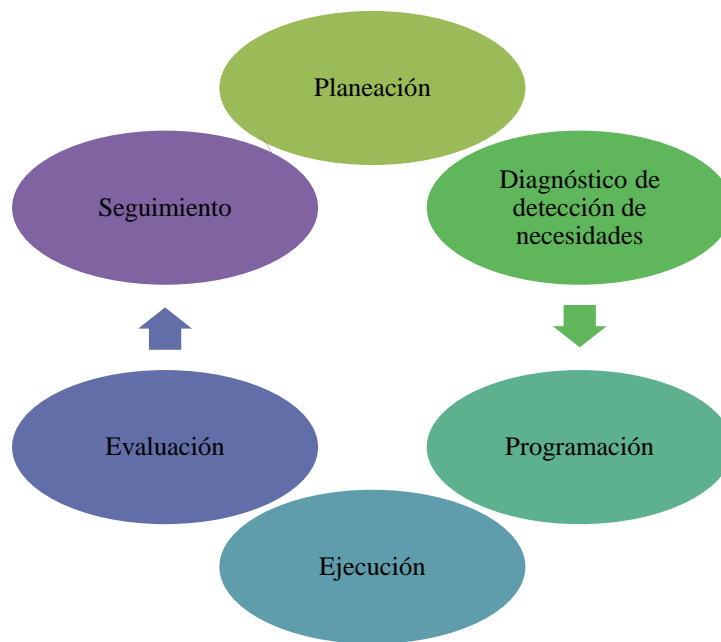 Planeación
Diagnóstico de
detección de
necesidades
Seguimiento
Programación
Evaluación
Ejecución